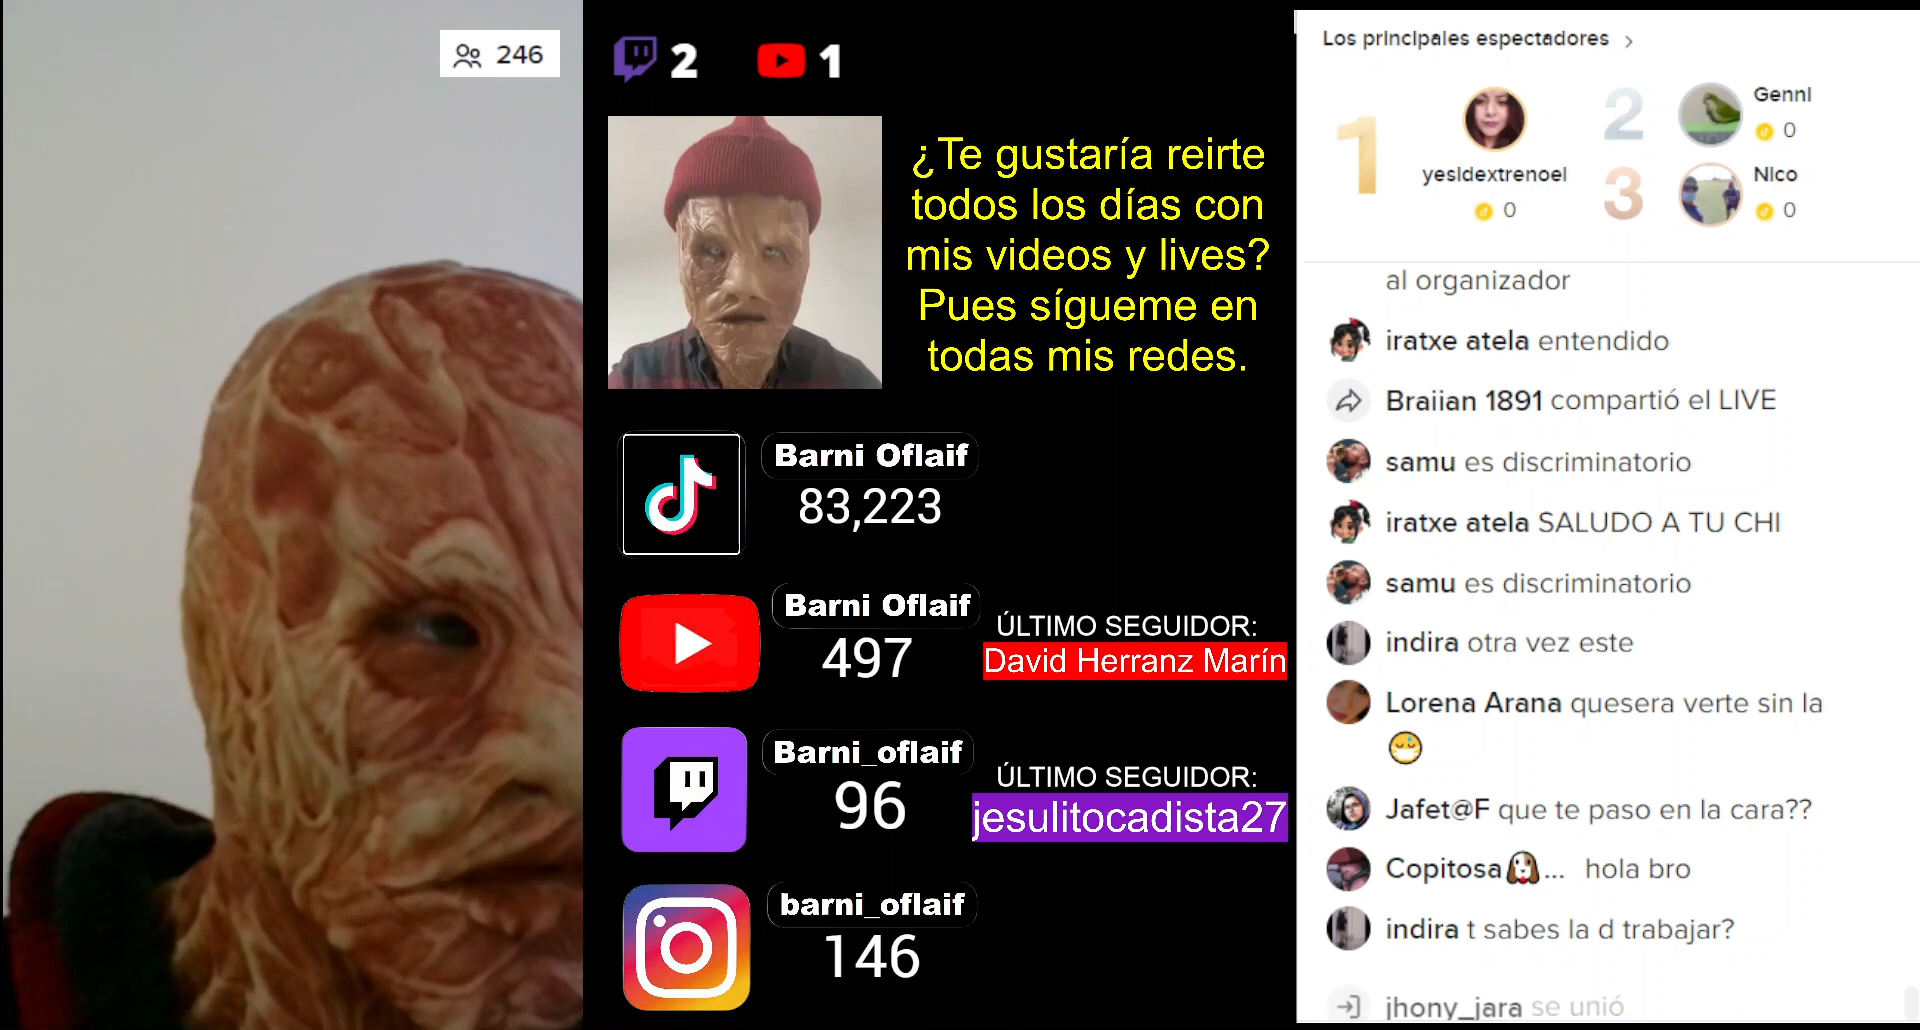 246
2
1
¿Te gustaría reirte
todos los días con
mis videos y lives?
Pues sígueme en
todas mis redes.
Barni Oflaif
83,223
Barni Oflaif
497
ÚLTIMO SEGUIDOR:
David Herranz Marín
Barni_oflaif
96
ÚLTIMO SEGUIDOR:
jesulitocadista27
barni_oflaif
146
Los principales espectadores >
1
yesidextrenoel
0
2
Genni
0
3
Nico
0
al organizador
iratxe atela entendido
Braiian 1891 compartió el LIVE
samu es discriminatorio
iratxe atela SALUDO A TU CHI
samu es discriminatorio
indira otra vez este
Lorena Arana quesera verte sin la
😷
Jafet@F que te paso en la cara??
Copitosa🐶... hola bro
indira t sabes la d trabajar?
jhony_jara se unió